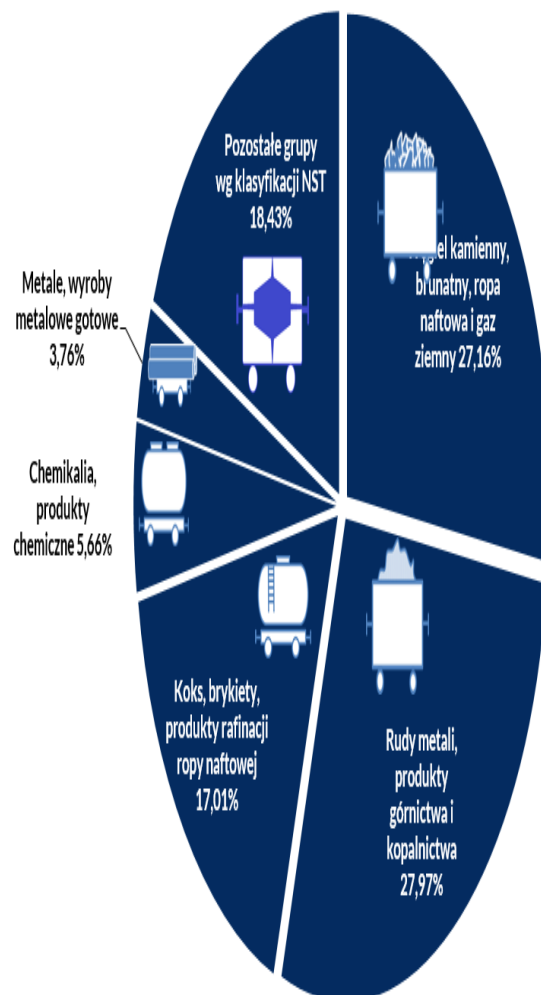 Pozostałe grupy
wg klasyfikacji NST
18,43%
kamienny,
brunatny, ropa
naftowa i gaz
ziemny 27,16%
Metale, wyroby
metalowe gotowe
3,76%
Chemikalia,
produkty
chemiczne 5,66%
Koks, brykiety,
produkty rafinacji
ropy naftowej
17,01%
Rudy metali,
produkty
górnictwa i
kopalnictwa
27,97%